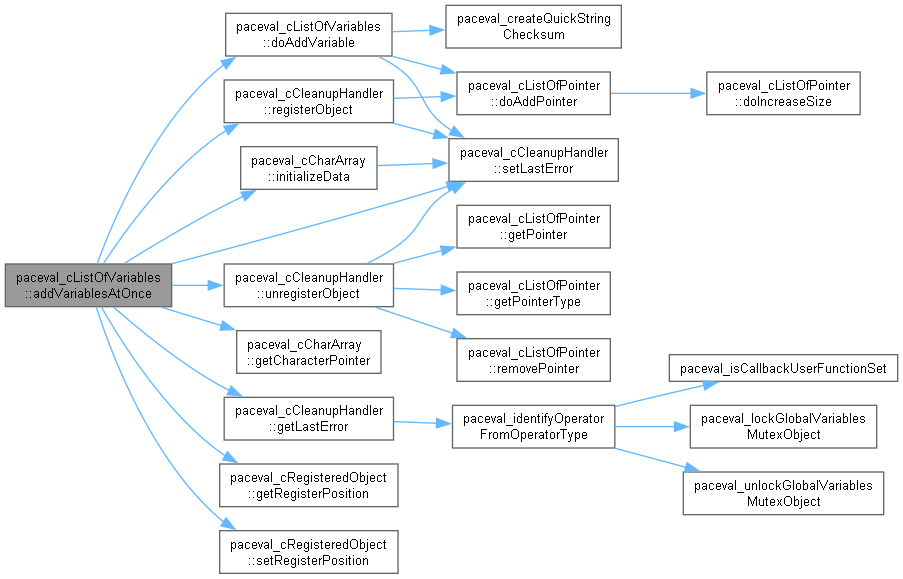 paceval_cListOfVariables
::addVariablesAtOnce
paceval_cListOfVariables
::doAddVariable
paceval_createQuickString
Checksum
paceval_cListOfPointer
::doAddPointer
paceval_cListOfPointer
::doIncreaseSize
paceval_cCleanupHandler
::setLastError
paceval_cCleanupHandler
::registerObject
paceval_cCharArray
::initializeData
paceval_cCleanupHandler
::unregisterObject
paceval_cListOfPointer
::getPointer
paceval_cListOfPointer
::getPointerType
paceval_cListOfPointer
::removePointer
paceval_cCharArray
::getCharacterPointer
paceval_cCleanupHandler
::getLastError
paceval_identifyOperator
FromOperatorType
paceval_isCallbackUserFunctionSet
paceval_lockGlobalVariables
MutexObject
paceval_unlockGlobalVariables
MutexObject
paceval_cRegisteredObject
::getRegisterPosition
paceval_cRegisteredObject
::setRegisterPosition